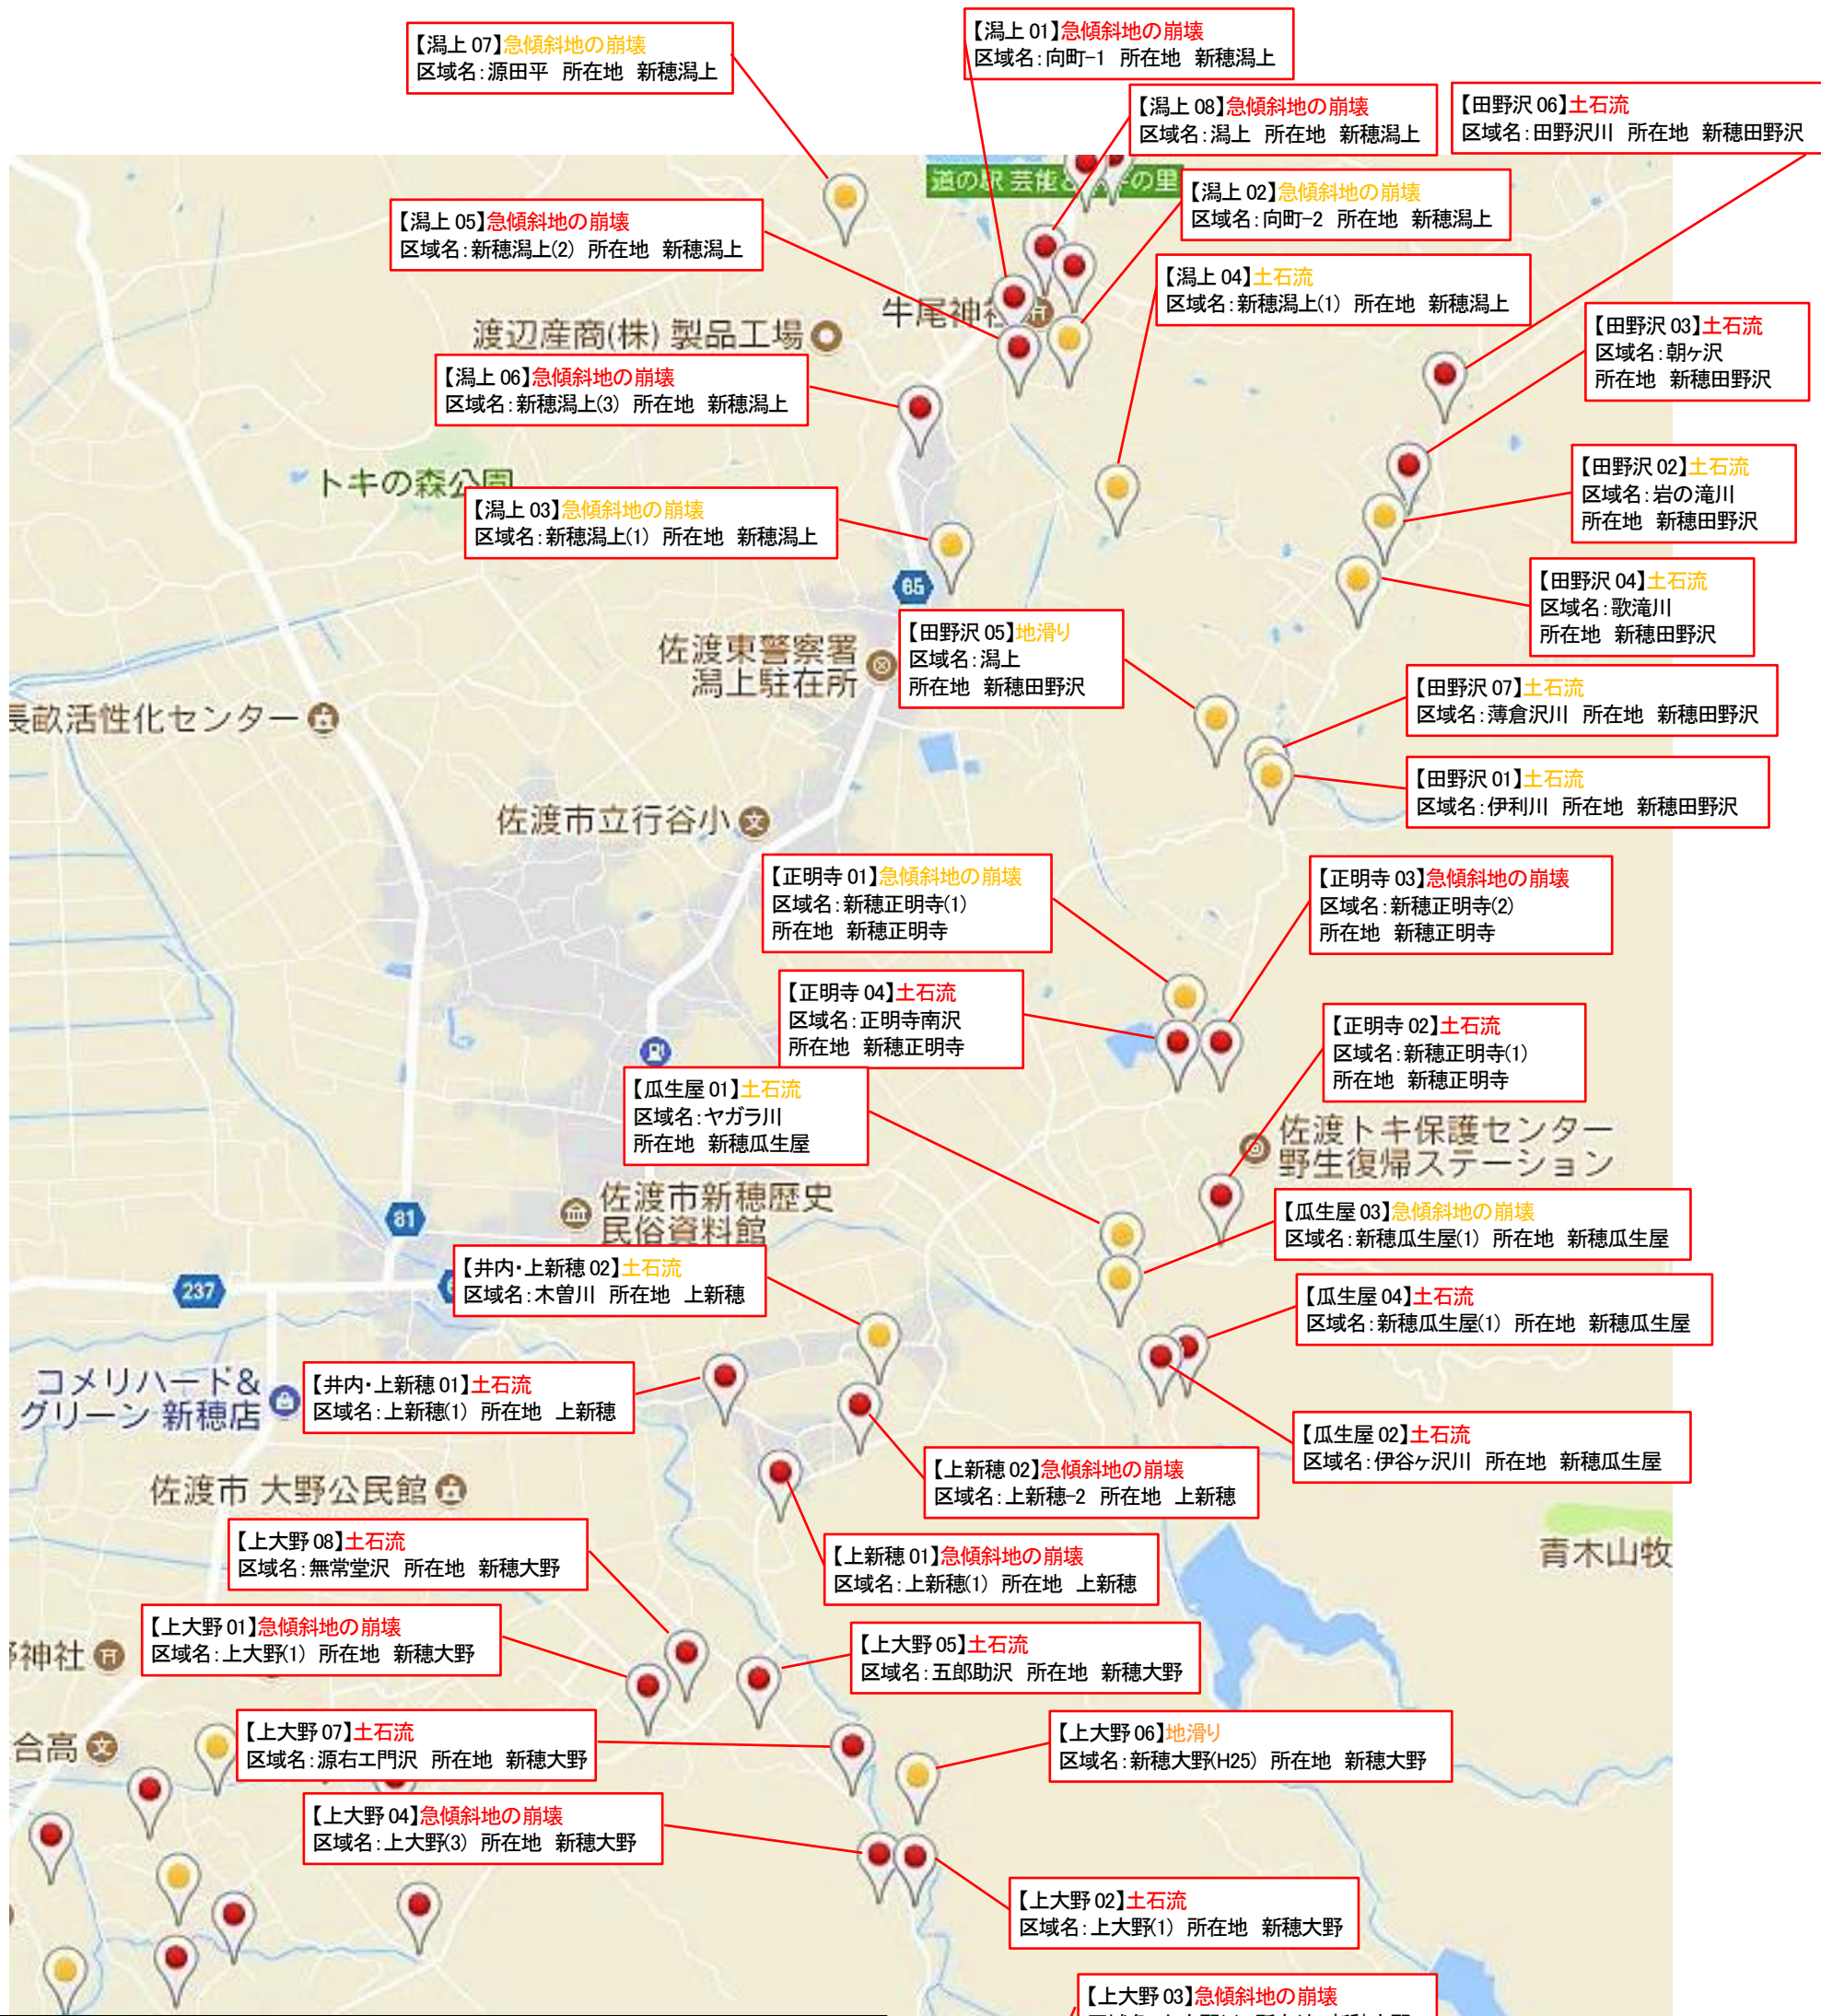 【潟上 07】急傾斜地の崩壊
区域名：源田平 所在地 新穂潟上
【潟上 01】急傾斜地の崩壊
区域名：向町-1 所在地 新穂潟上
【潟上 08】急傾斜地の崩壊
区域名：潟上 所在地 新穂潟上
【田野沢 06】土石流
区域名：田野沢川 所在地 新穂田野沢
道の駅 芸能と
の里
【潟上 02】急傾斜地の崩壊
区域名：向町-2 所在地 新穂潟上
【潟上 05】急傾斜地の崩壊
区域名：新穂潟上(2) 所在地 新穂潟上
【潟上 04】土石流
区域名：新穂潟上(1) 所在地 新穂潟上
牛尾神社
渡辺産商(株) 製品工場
【田野沢 03】土石流
区域名：朝ヶ沢
所在地 新穂田野沢
【潟上 06】急傾斜地の崩壊
区域名：新穂潟上(3) 所在地 新穂潟上
トキの森公園
【田野沢 02】土石流
区域名：岩の滝川
所在地 新穂田野沢
【潟上 03】急傾斜地の崩壊
区域名：新穂潟上(1) 所在地 新穂潟上
65
【田野沢 04】土石流
区域名：歌滝川
所在地 新穂田野沢
佐渡東警察署
潟上駐在所
【田野沢 05】地滑り
区域名：潟上
所在地 新穂田野沢
【田野沢 07】土石流
区域名：薄倉沢川 所在地 新穂田野沢
長畝活性化センター
【田野沢 01】土石流
区域名：伊利川 所在地 新穂田野沢
佐渡市立行谷小
【正明寺 01】急傾斜地の崩壊
区域名：新穂正明寺(1)
所在地 新穂正明寺
【正明寺 03】急傾斜地の崩壊
区域名：新穂正明寺(2)
所在地 新穂正明寺
【正明寺 04】土石流
区域名：正明寺南沢
所在地 新穂正明寺
【正明寺 02】土石流
区域名：新穂正明寺(1)
所在地 新穂正明寺
【瓜生屋 01】土石流
区域名：ヤガラ川
所在地 新穂瓜生屋
佐渡トキ保護センター
野生復帰ステーション
佐渡市新穂歴史
民俗資料館
81
【瓜生屋 03】急傾斜地の崩壊
区域名：新穂瓜生屋(1) 所在地 新穂瓜生屋
【井内・上新穂 02】土石流
区域名：木曽川 所在地 上新穂
237
【瓜生屋 04】土石流
区域名：新穂瓜生屋(1) 所在地 新穂瓜生屋
コメリハード&
グリーン 新穂店
【井内・上新穂 01】土石流
区域名：上新穂(1) 所在地 上新穂
【瓜生屋 02】土石流
区域名：伊谷ヶ沢川 所在地 新穂瓜生屋
【上新穂 02】急傾斜地の崩壊
区域名：上新穂-2 所在地 上新穂
佐渡市 大野公民館
【上大野 08】土石流
区域名：無常堂沢 所在地 新穂大野
【上新穂 01】急傾斜地の崩壊
区域名：上新穂(1) 所在地 上新穂
青木山牧
【上大野 01】急傾斜地の崩壊
区域名：上大野(1) 所在地 新穂大野
神社
【上大野 05】土石流
区域名：五郎助沢 所在地 新穂大野
【上大野 07】土石流
区域名：源右エ門沢 所在地 新穂大野
合高
【上大野 06】地滑り
区域名：新穂大野(H25) 所在地 新穂大野
【上大野 04】急傾斜地の崩壊
区域名：上大野(3) 所在地 新穂大野
【上大野 02】土石流
区域名：上大野(1) 所在地 新穂大野
【上大野 03】急傾斜地の崩壊